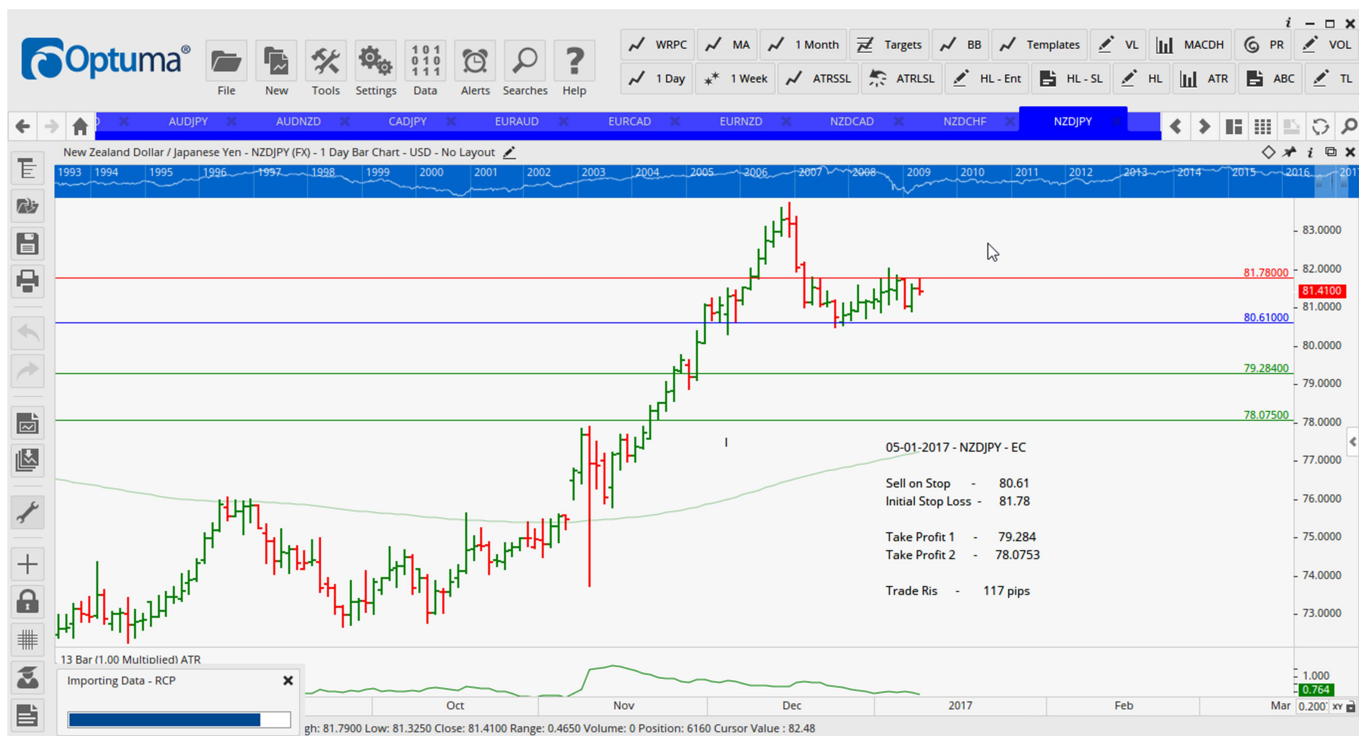 i
Optuma®
File New Tools Settings Data Alerts Searches Help
WRPC MA 1 Month Targets BB Templates VL MACDH PR VOL
1 Day 1 Week ATRSSL ATRLSL HL - Ent HL - SL HL ATR ABC TL
AUDJPY AUDNZD CADJPY EURAUD EURCAD EURNZD NZDCAD NZDCHF NZDJPY
New Zealand Dollar / Japanese Yen - NZDJPY (FX) - 1 Day Bar Chart - USD - No Layout
1993 1994 1995 1996 1997 1998 1999 2000 2001 2002 2003 2004 2005 2006 2007 2008 2009 2010 2011 2012 2013 2014 2015 2016 2017
83.0000
82.0000
81.78000
81.4100
81.0000
80.61000
80.0000
79.28400
79.0000
78.07500
78.0000
77.0000
76.0000
75.0000
74.0000
73.0000
05-01-2017 - NZDJPY - EC
Sell on Stop - 80.61
Initial Stop Loss - 81.78
Take Profit 1 - 79.284
Take Profit 2 - 78.0753
Trade Ris - 117 pips
13 Bar (1.00 Multiplied) ATR
1.000
0.764
Importing Data - RCP
Oct Nov Dec 2017 Feb Mar XY
gh: 81.7900 Low: 81.3250 Close: 81.4100 Range: 0.4650 Volume: 0 Position: 6160 Cursor Value : 82.48